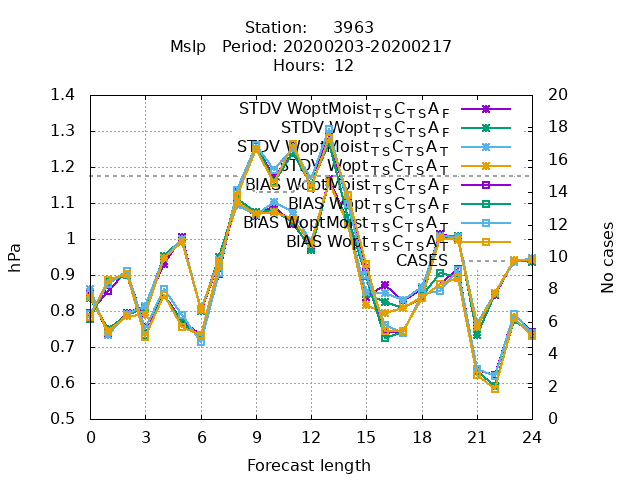 Station: 3963
Mslp Period: 20200203-20200217
Hours: 12
1.4
1.3
1.2
1.1
1
0.9
0.8
0.7
0.6
0.5
hPa
STDV WoptMoistTSCTSAF
STDV WoptTSCTSAF
STDV WoptMoistTSCTSAT
STDV WoptTSCTSAT
BIAS WoptMoistTSCTSAF
BIAS WoptTSCTSAF
BIAS WoptMoistTSCTSAT
BIAS WoptTSCTSAT
CASES
20
18
16
14
12
10
8
6
4
2
0
No cases
0 3 6 9 12 15 18 21 24
Forecast length